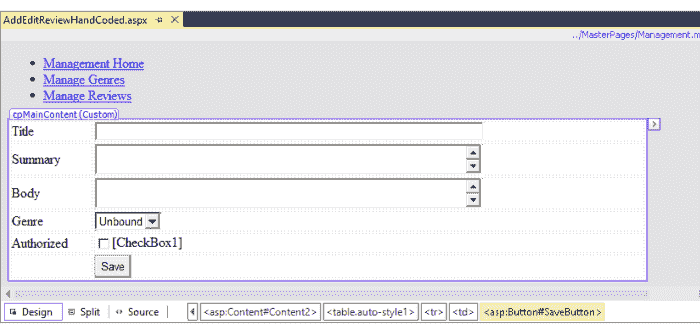 AddEditReviewHandCoded.aspx
../MasterPages/Management.m
Management Home
Manage Genres
Manage Reviews
cpMainContent (Custom)
Title
Summary
Body
Genre Unbound
Authorized [CheckBox1]
Save
Design Split Source <asp:Content#Content2> <table.auto-style1> <tr> <td> <asp:Button#SaveButton>